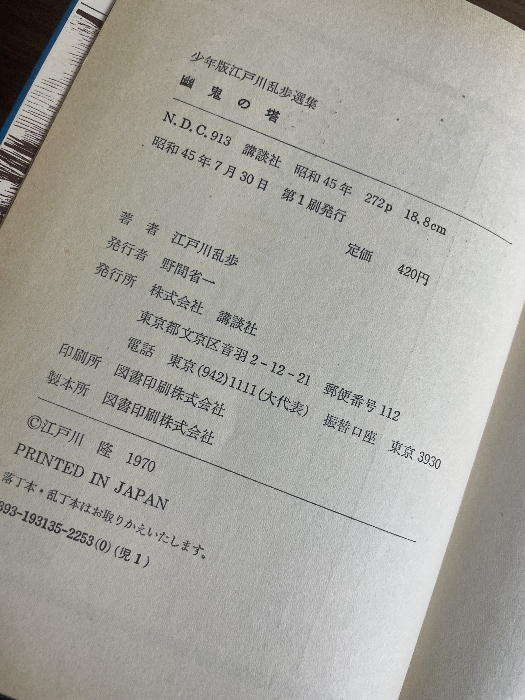 少年版江戸川乱歩選集
幽鬼の塔
N.D.C.913 講談社 昭和45年 272p 18.8cm
昭和45年7月30日 第1刷発行
定価 420円
著者 江戸川乱歩
発行者 野間省一
発行所 株式会社 講談社
東京都文京区音羽2-12-21 郵便番号112
電話 東京(942)1111(大代表) 振替口座 東京3930
印刷所 図書印刷株式会社
製本所 図書印刷株式会社
©江戸川 隆 1970
PRINTED IN JAPAN
落丁本・乱丁本はお取りかえいたします。
393-193135-2253(0)(児1)